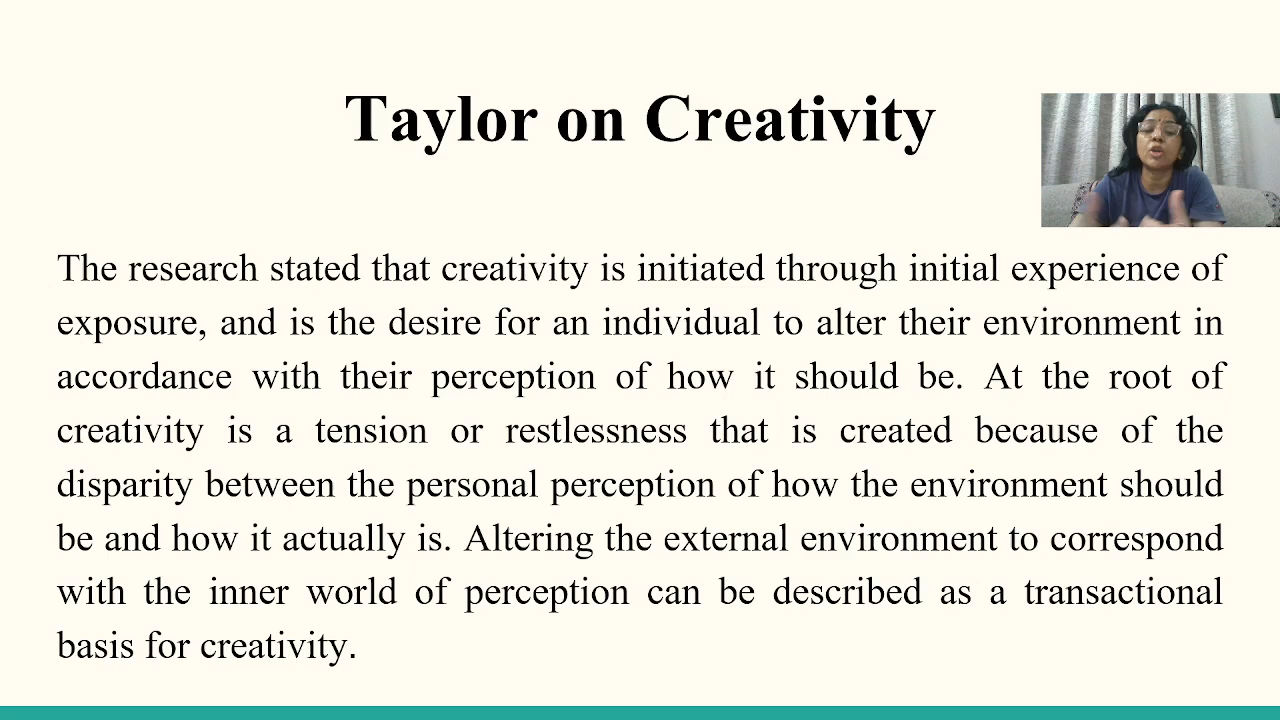 Taylor on Creativity
The research stated that creativity is initiated through initial experience of
exposure, and is the desire for an individual to alter their environment in
accordance with their perception of how it should be. At the root of
creativity is a tension or restlessness that is created because of the
disparity between the personal perception of how the environment should
be and how it actually is. Altering the external environment to correspond
with the inner world of perception can be described as a transactional
basis for creativity.